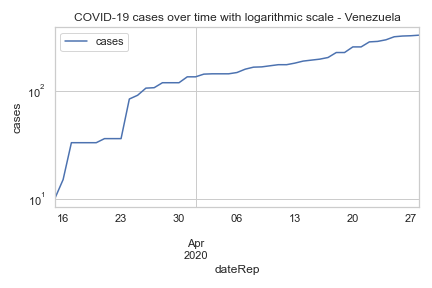 COVID-19 cases over time with logarithmic scale - Venezuela
cases
10²
10¹
cases
16 23 30 06 13 20 27
Apr
2020
dateRep